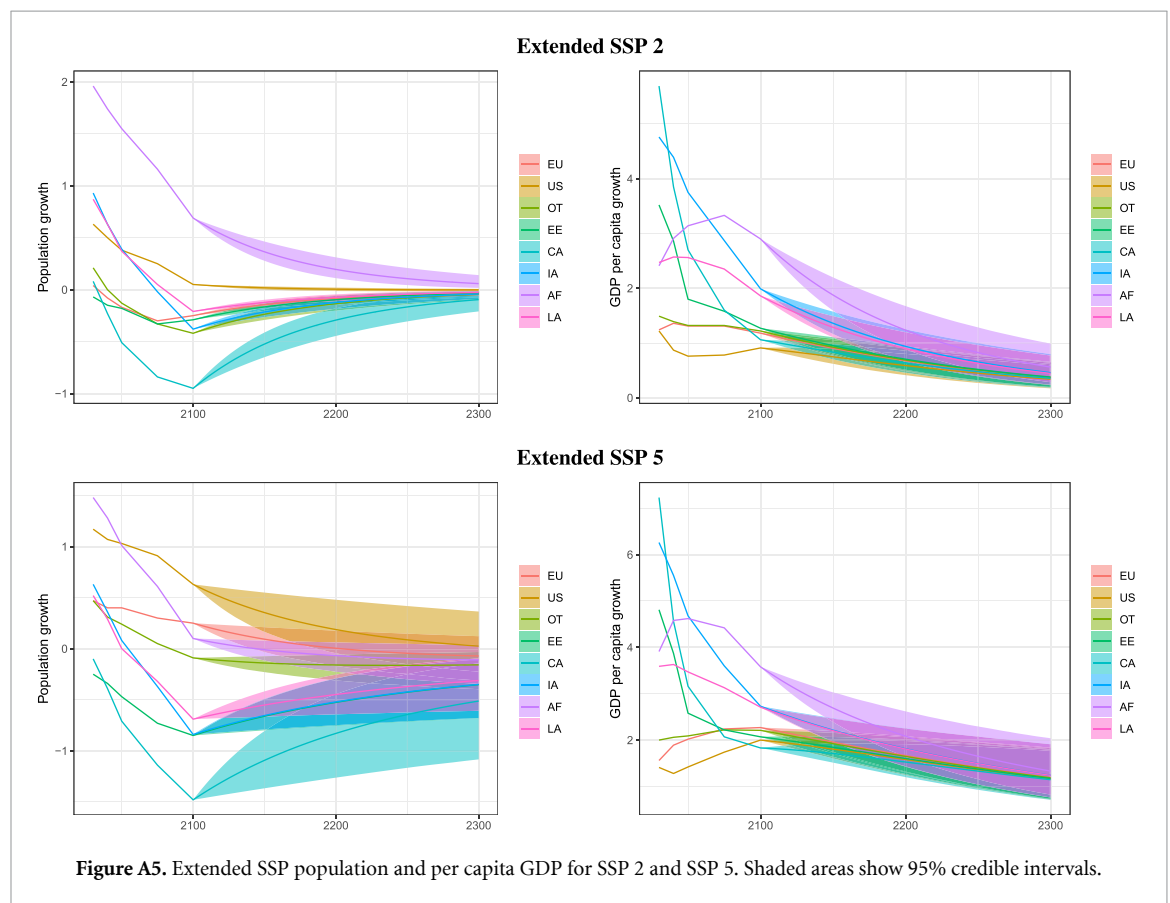 Extended SSP 2
Population growth
2
1
0
−1
2100
2200
2300
EU
US
OT
EE
CA
IA
AF
LA
GDP per capita growth
4
2
0
2100
2200
2300
EU
US
OT
EE
CA
IA
AF
LA
Extended SSP 5
Population growth
1
0
−1
2100
2200
2300
EU
US
OT
EE
CA
IA
AF
LA
GDP per capita growth
6
4
2
2100
2200
2300
EU
US
OT
EE
CA
IA
AF
LA
Figure A5. Extended SSP population and per capita GDP for SSP 2 and SSP 5. Shaded areas show 95% credible intervals.